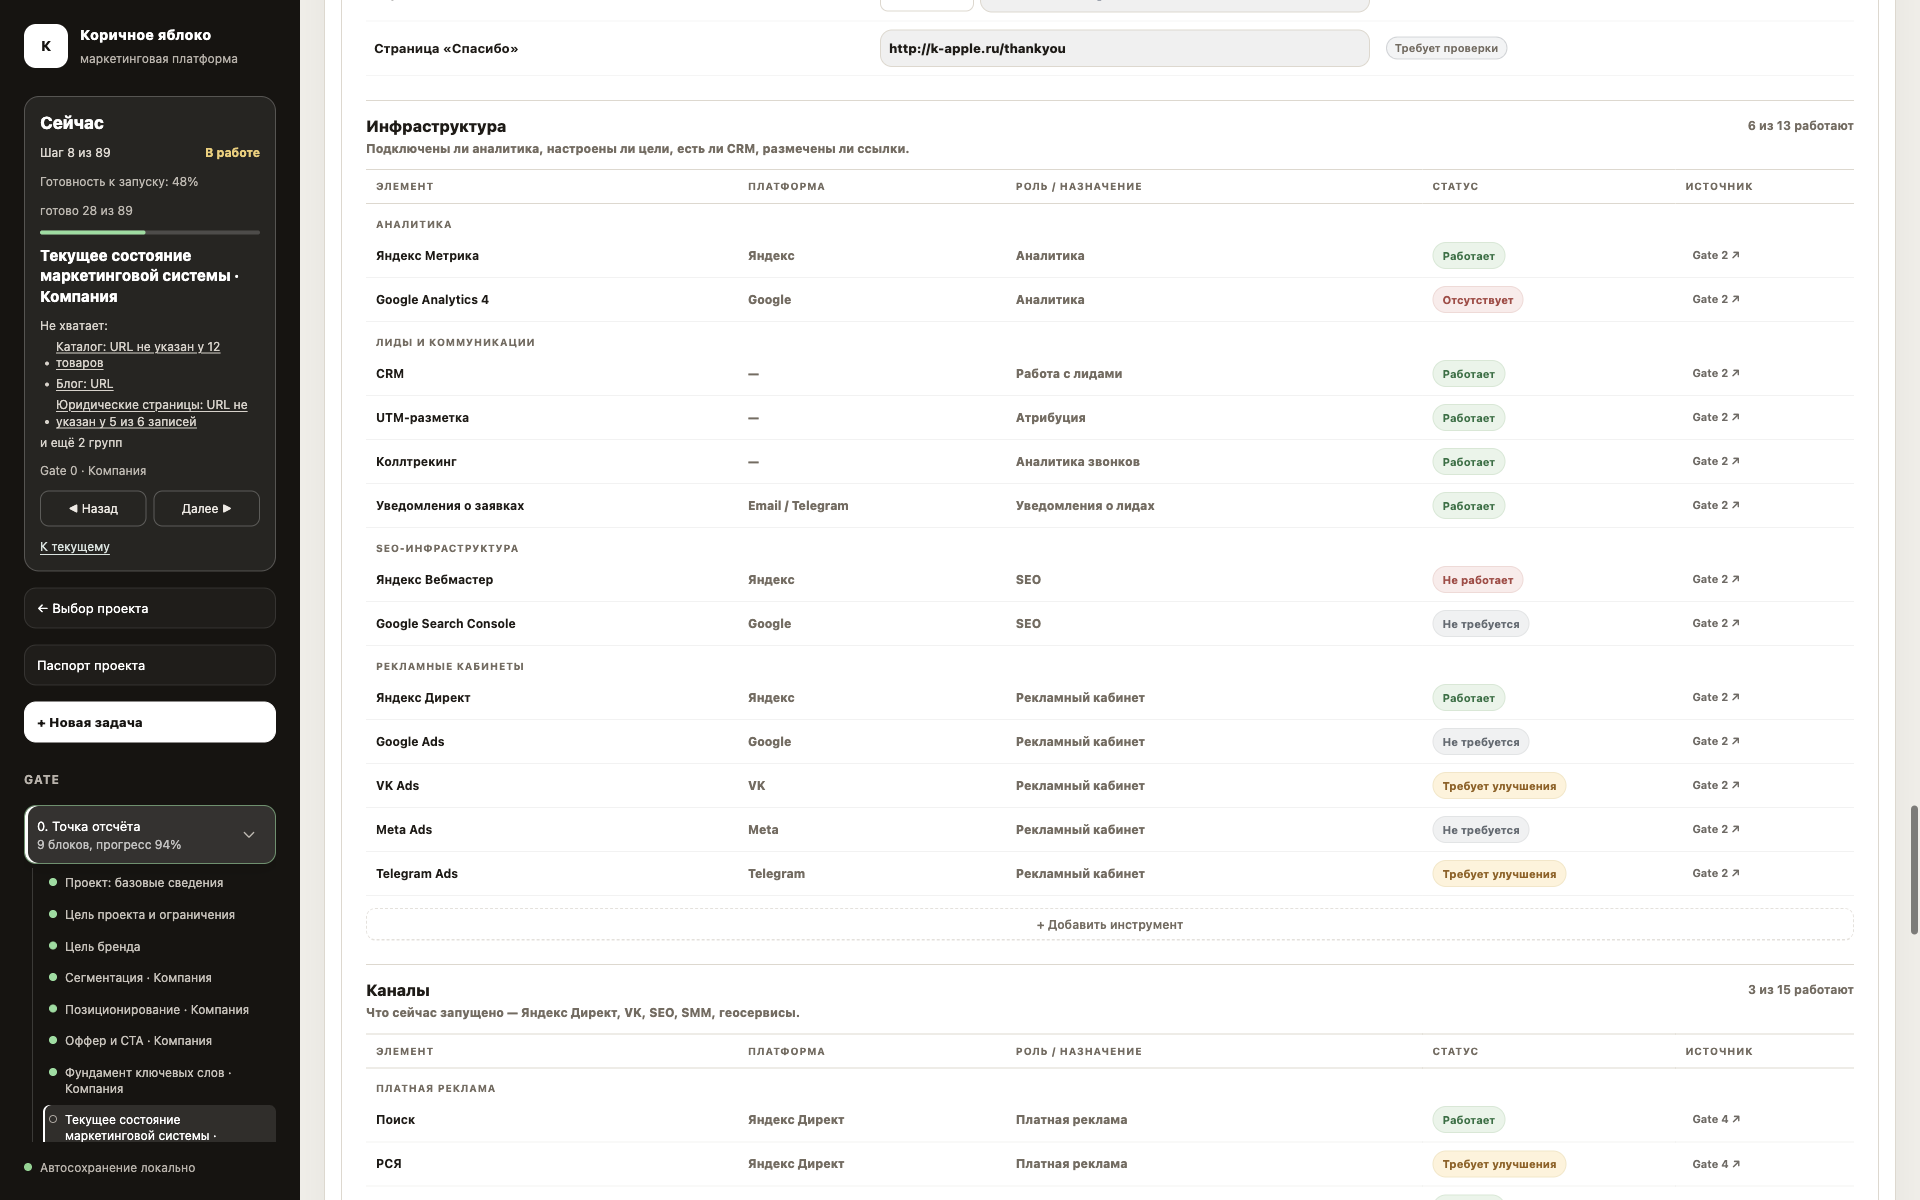 К
Коричное яблоко
маркетинговая платформа
Сейчас
Шаг 8 из 89
В работе
Готовность к запуску: 48%
готово 28 из 89
Текущее состояние
маркетинговой системы ·
Компания
Не хватает:
• Каталог: URL не указан у 12
товаров
• Блог: URL
• Юридические страницы: URL не
указан у 5 из 6 записей
и ещё 2 групп
Gate 0 · Компания
◀ Назад
Далее ▶
К текущему
← Выбор проекта
Паспорт проекта
+ Новая задача
GATE
0. Точка отсчёта
9 блоков, прогресс 94%
Проект: базовые сведения
Цель проекта и ограничения
Цель бренда
Сегментация · Компания
Позиционирование · Компания
Оффер и CTA · Компания
Фундамент ключевых слов ·
Компания
Текущее состояние
маркетинговой системы ·
Автосохранение локально
Страница «Спасибо» http://k-apple.ru/thankyou Требует проверки
Инфраструктура 6 из 13 работают
Подключены ли аналитика, настроены ли цели, есть ли CRM, размечены ли ссылки.
ЭЛЕМЕНТ ПЛАТФОРМА РОЛЬ / НАЗНАЧЕНИЕ СТАТУС ИСТОЧНИК
АНАЛИТИКА
Яндекс Метрика Яндекс Аналитика Работает Gate 2 ↗
Google Analytics 4 Google Аналитика Отсутствует Gate 2 ↗
ЛИДЫ И КОММУНИКАЦИИ
CRM — Работа с лидами Работает Gate 2 ↗
UTM-разметка — Атрибуция Работает Gate 2 ↗
Коллтрекинг — Аналитика звонков Работает Gate 2 ↗
Уведомления о заявках Email / Telegram Уведомления о лидах Работает Gate 2 ↗
SEO-ИНФРАСТРУКТУРА
Яндекс Вебмастер Яндекс SEO Не работает Gate 2 ↗
Google Search Console Google SEO Не требуется Gate 2 ↗
РЕКЛАМНЫЕ КАБИНЕТЫ
Яндекс Директ Яндекс Рекламный кабинет Работает Gate 2 ↗
Google Ads Google Рекламный кабинет Не требуется Gate 2 ↗
VK Ads VK Рекламный кабинет Требует улучшения Gate 2 ↗
Meta Ads Meta Рекламный кабинет Не требуется Gate 2 ↗
Telegram Ads Telegram Рекламный кабинет Требует улучшения Gate 2 ↗
+ Добавить инструмент
Каналы 3 из 15 работают
Что сейчас запущено — Яндекс Директ, VK, SEO, SMM, геосервисы.
ЭЛЕМЕНТ ПЛАТФОРМА РОЛЬ / НАЗНАЧЕНИЕ СТАТУС ИСТОЧНИК
ПЛАТНАЯ РЕКЛАМА
Поиск Яндекс Директ Платная реклама Работает Gate 4 ↗
РСЯ Яндекс Директ Платная реклама Требует улучшения Gate 4 ↗